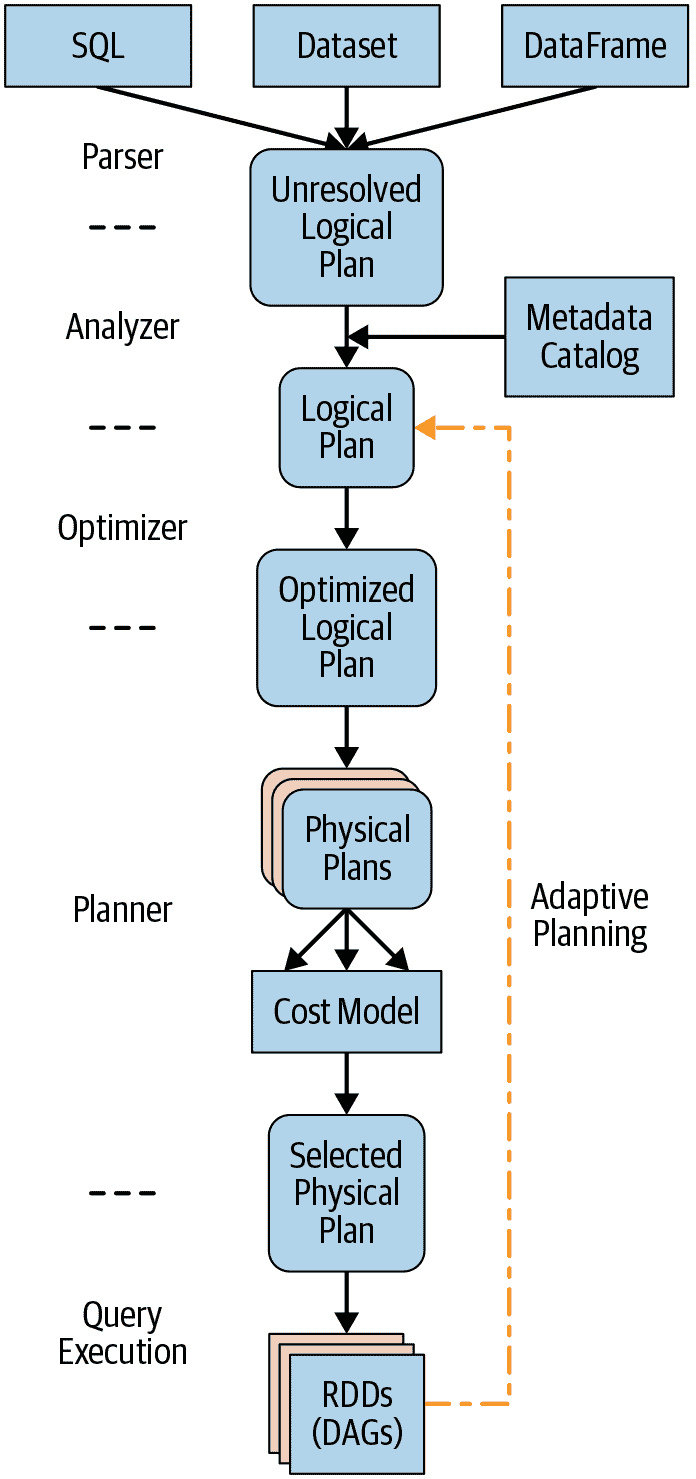 SQL
Dataset
DataFrame
Parser
Unresolved
Logical
Plan
Analyzer
Metadata
Catalog
Logical
Plan
Optimizer
Optimized
Logical
Plan
Physical
Plans
Planner
Adaptive
Planning
Cost Model
Selected
Physical
Plan
Query
Execution
RDDs
(DAGs)